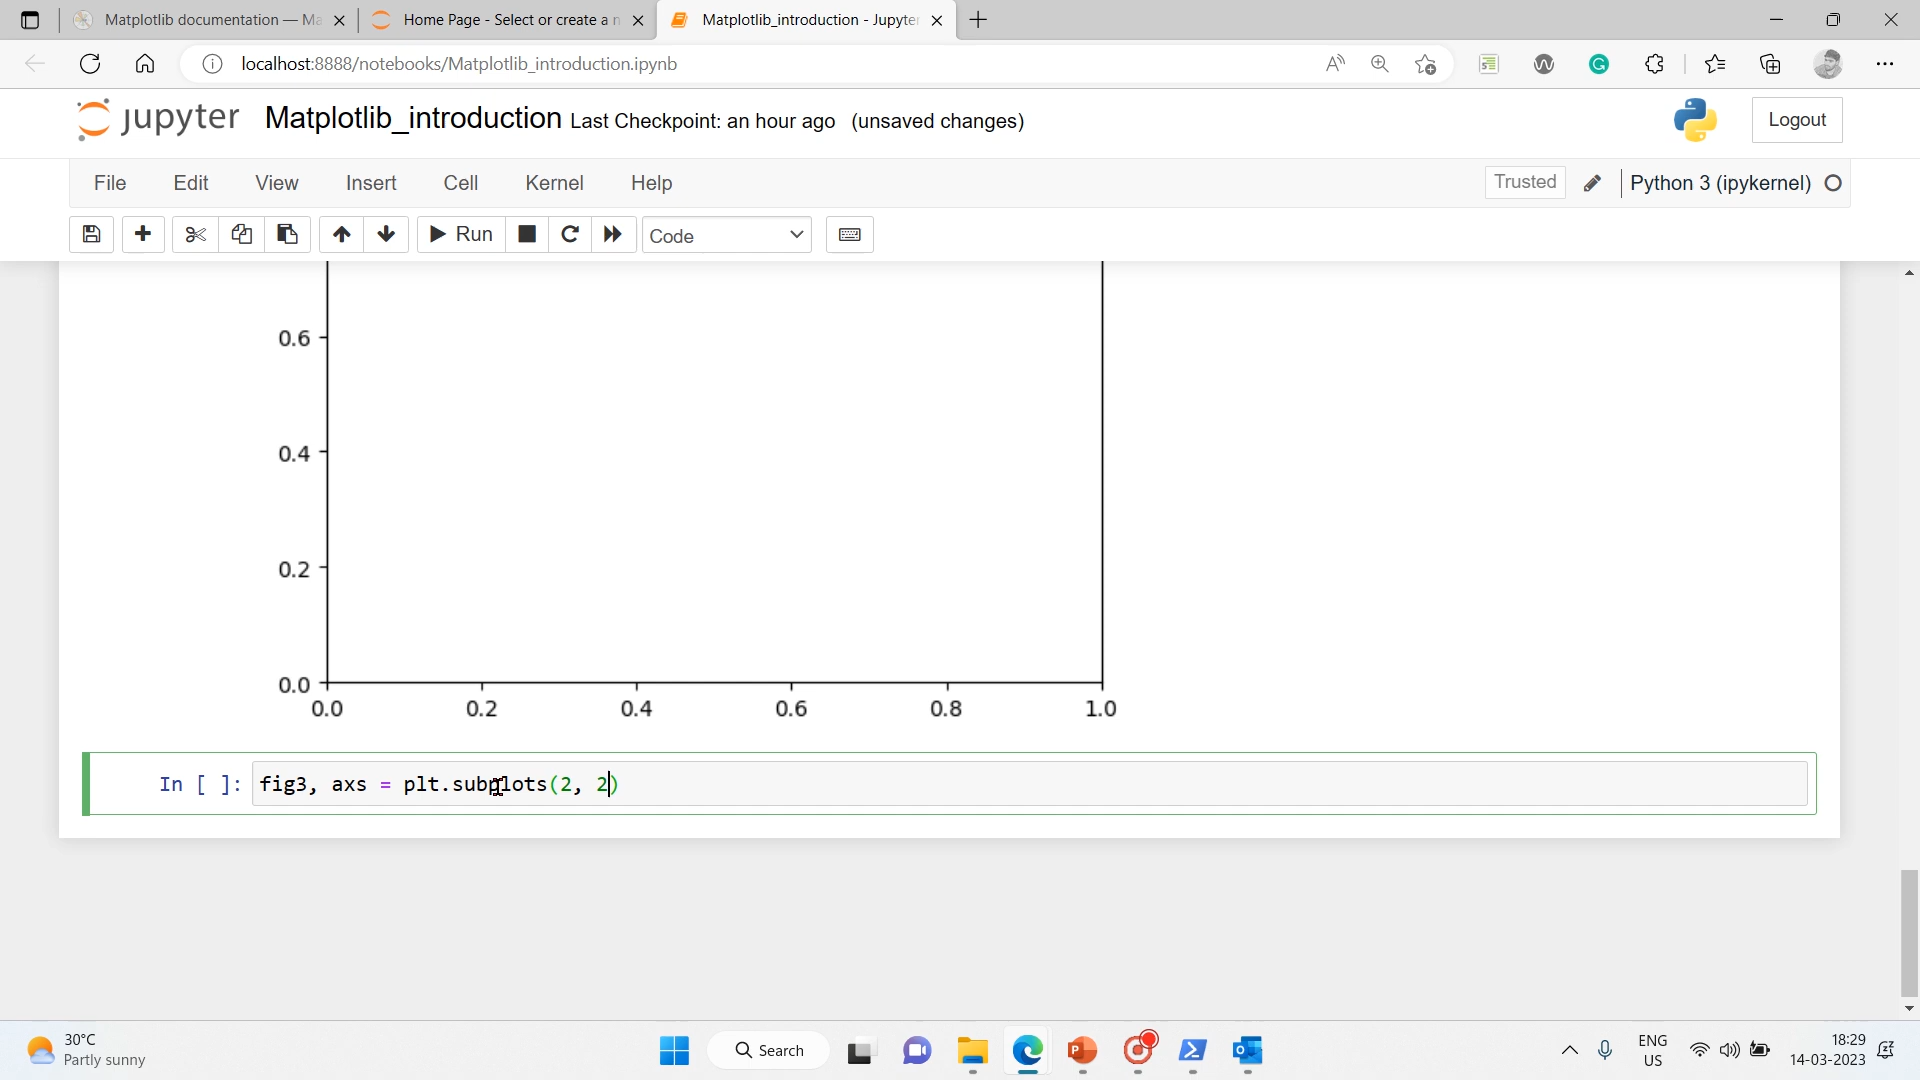 Matplotlib documentation — Ma
Home Page - Select or create a n
Matplotlib_introduction - Jupyte
localhost:8888/notebooks/Matplotlib_introduction.ipynb
jupyter Matplotlib_introduction Last Checkpoint: an hour ago (unsaved changes)
Logout
File Edit View Insert Cell Kernel Help
Trusted
Python 3 (ipykernel)
Run
Code
0.6
0.4
0.2
0.0
0.0 0.2 0.4 0.6 0.8 1.0
In [ ]: fig3, axs = plt.subplots(2, 2)
30°C
Partly sunny
Search
ENG
US
18:29
14-03-2023